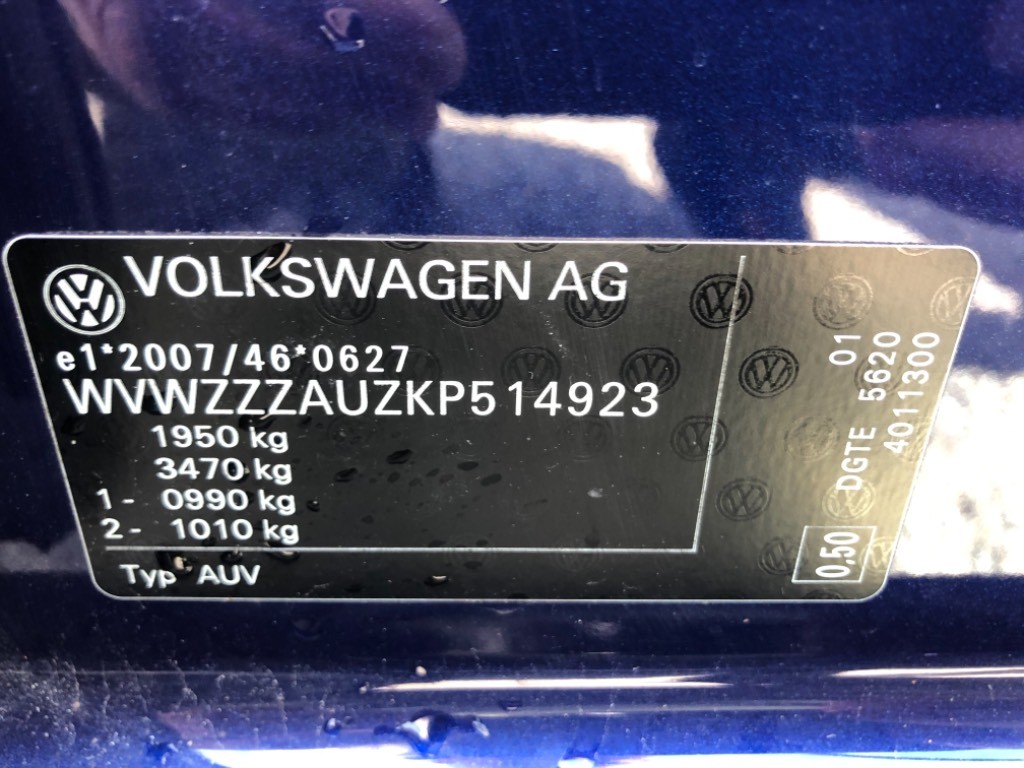 VOLKSWAGEN AG
e1*2007/46*0627
WVWZZZAUZKP514923
1950 kg
3470 kg
1- 0990 kg
2- 1010 kg
Typ AUV
01
DGTE 5620
4011300
0,50